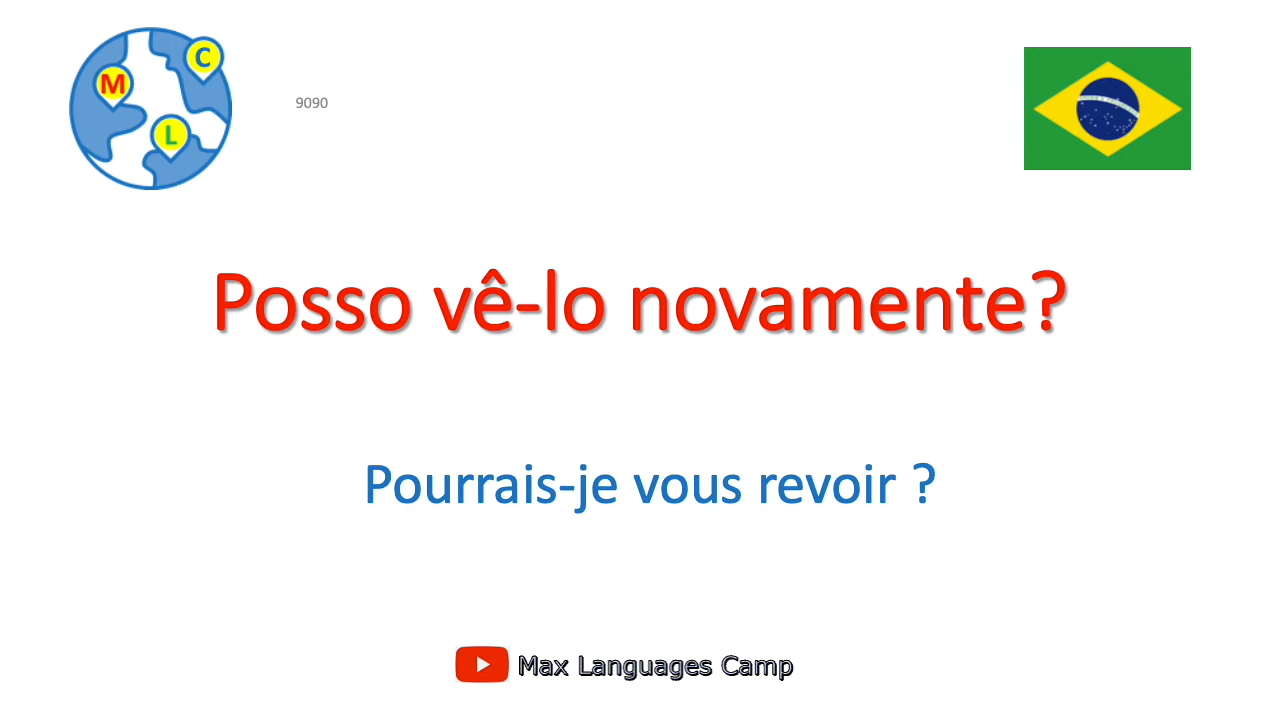 M
C
L
9090
Posso vê-lo novamente?
Pourrais-je vous revoir ?
Max Languages Camp